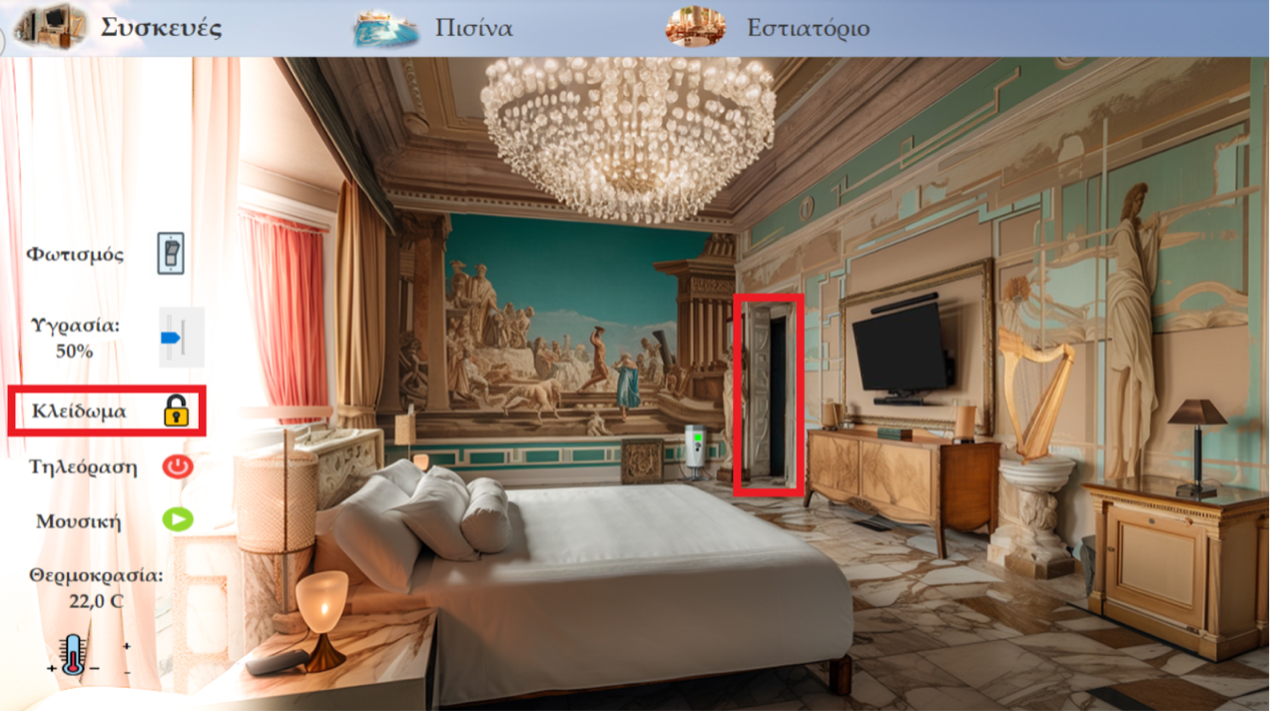 Συσκευές
Πισίνα
Εστιατόριο
Φωτισμός
Υγρασία:
50%
Κλείδωμα
Τηλεόραση
Μουσική
Θερμοκρασία:
22,0 C
+ -
+
-